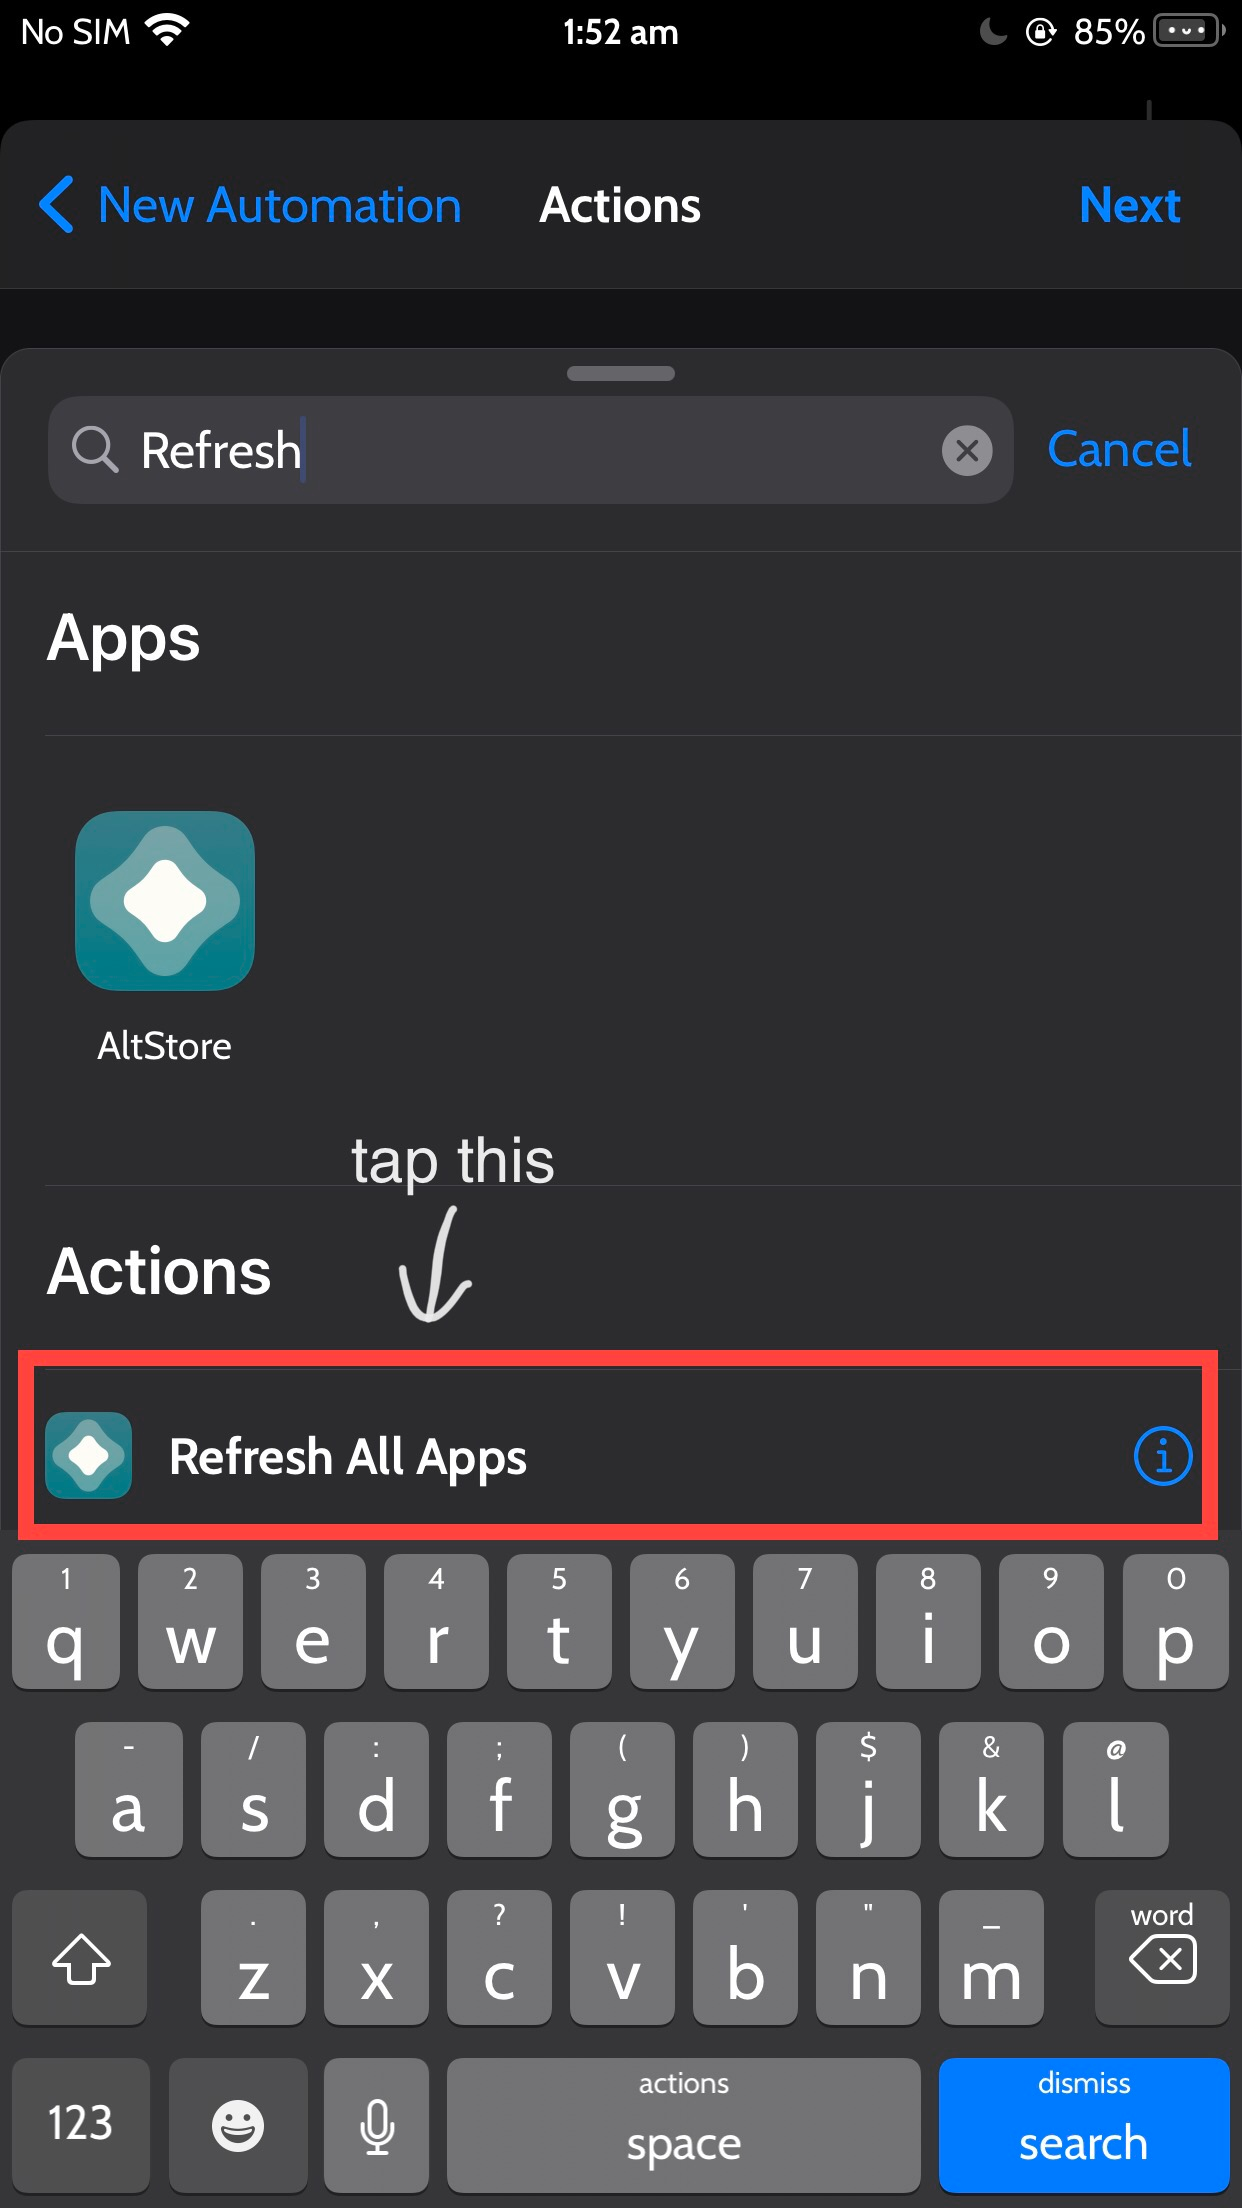 No SIM 1:52 am 85%
New Automation Actions Next
Refresh Cancel
Apps
AltStore
tap this
Actions
Refresh All Apps
1 2 3 4 5 6 7 8 9 0
q w e r t y u i o p
- / : ; ( ) $ & @
a s d f g h j k l
. , ? ! ' " _ word
z x c v b n m
actions dismiss
123 space search